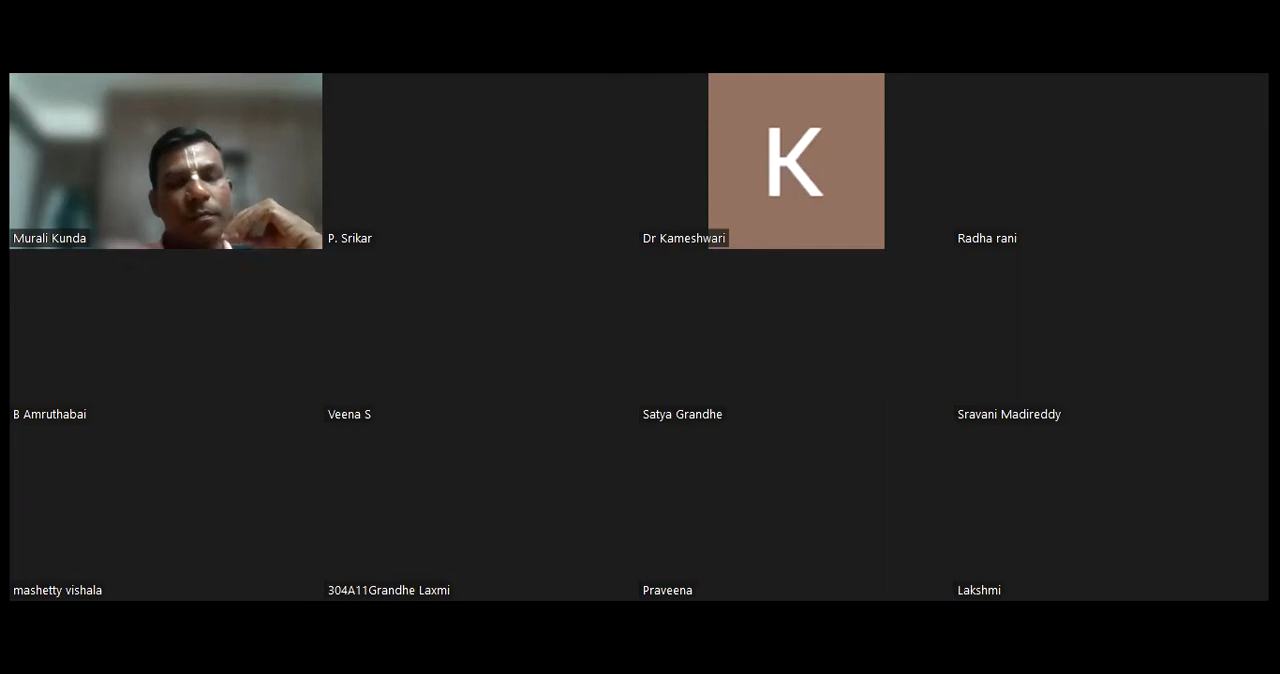 K
Murali Kunda
P. Srikar
Dr Kameshwari
Radha rani
B Amruthabai
Veena S
Satya Grandhe
Sravani Madireddy
mashetty vishala
304A11Grandhe Laxmi
Praveena
Lakshmi